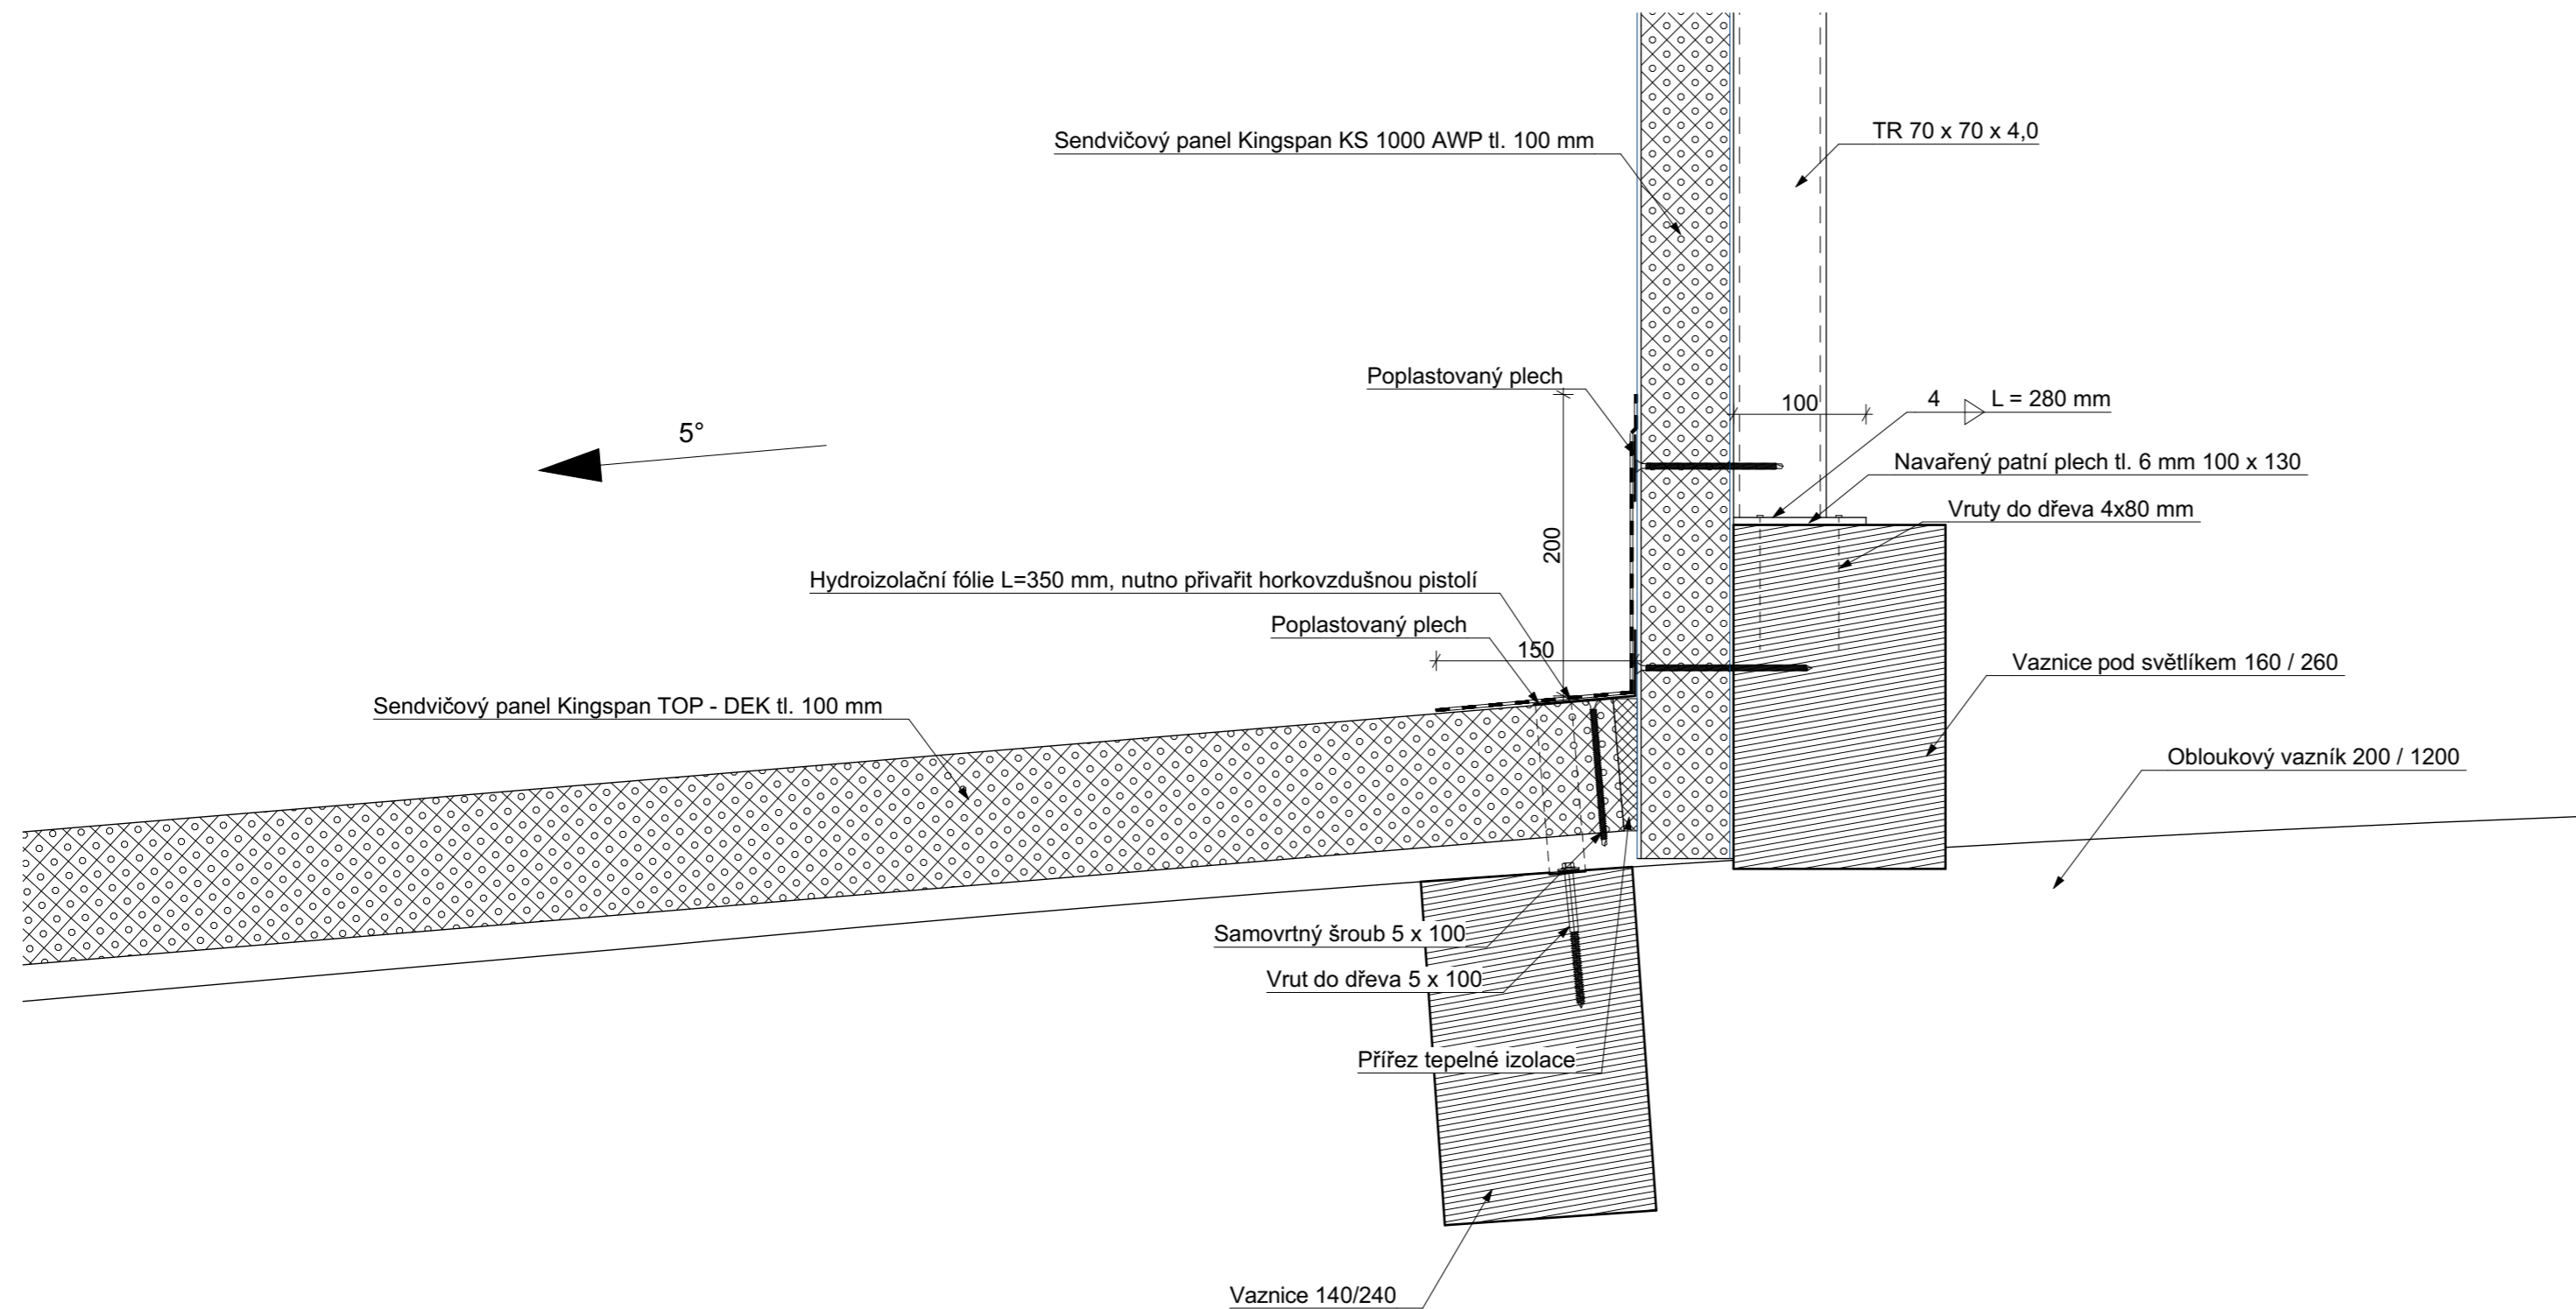 Sendvičový panel Kingspan KS 1000 AWP tl. 100 mm
TR 70 x 70 x 4,0
Poplastovaný plech
100
4
L = 280 mm
5°
Navařený patní plech tl. 6 mm 100 x 130
Vruty do dřeva 4x80 mm
200
Hydroizolační fólie L=350 mm, nutno přivařit horkovzdušnou pistolí
Poplastovaný plech
150
Vaznice pod světlíkem 160 / 260
Sendvičový panel Kingspan TOP - DEK tl. 100 mm
Obloukový vazník 200 / 1200
Samovrtný šroub 5 x 100
Vrut do dřeva 5 x 100
Přířez tepelné izolace
Vaznice 140/240